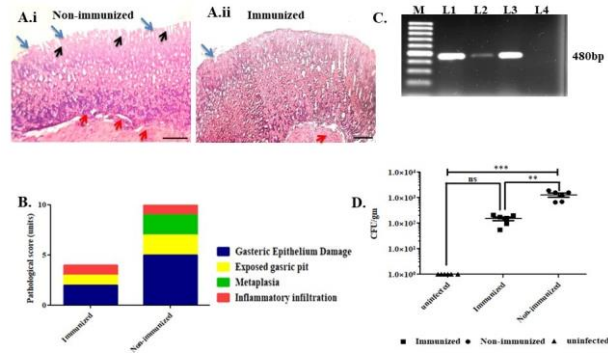 A.i Non-immunized
A.ii Immunized
C. M L1 L2 L3 L4
480bp
B.
Pathological score (units)
10
5
0
Immunized
Non-immunized
Gasteric Epithelium Damage
Exposed gasric pit
Metaplasia
Inflammatory infiltration
D.
CFU/gm
***
ns
**
uninfected
Immunized
Non-immunized
Immunized Non-immunized uninfected